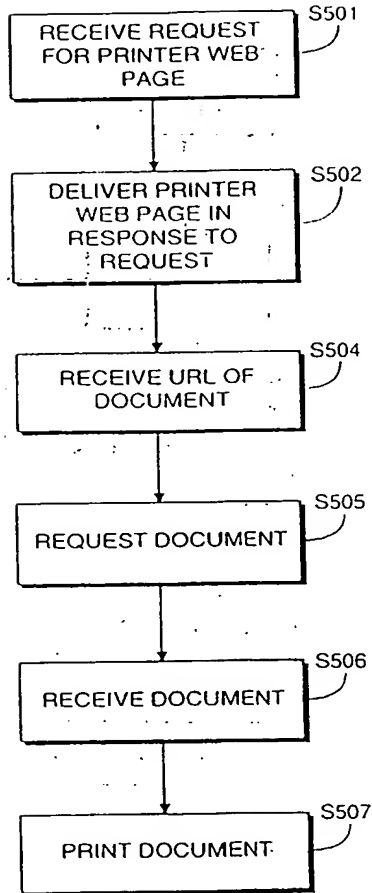 S501
RECEIVE REQUEST
FOR PRINTER WEB
PAGE
S502
DELIVER PRINTER
WEB PAGE IN
RESPONSE TO
REQUEST
S504
RECEIVE URL OF
DOCUMENT
S505
REQUEST DOCUMENT
S506
RECEIVE DOCUMENT
S507
PRINT DOCUMENT